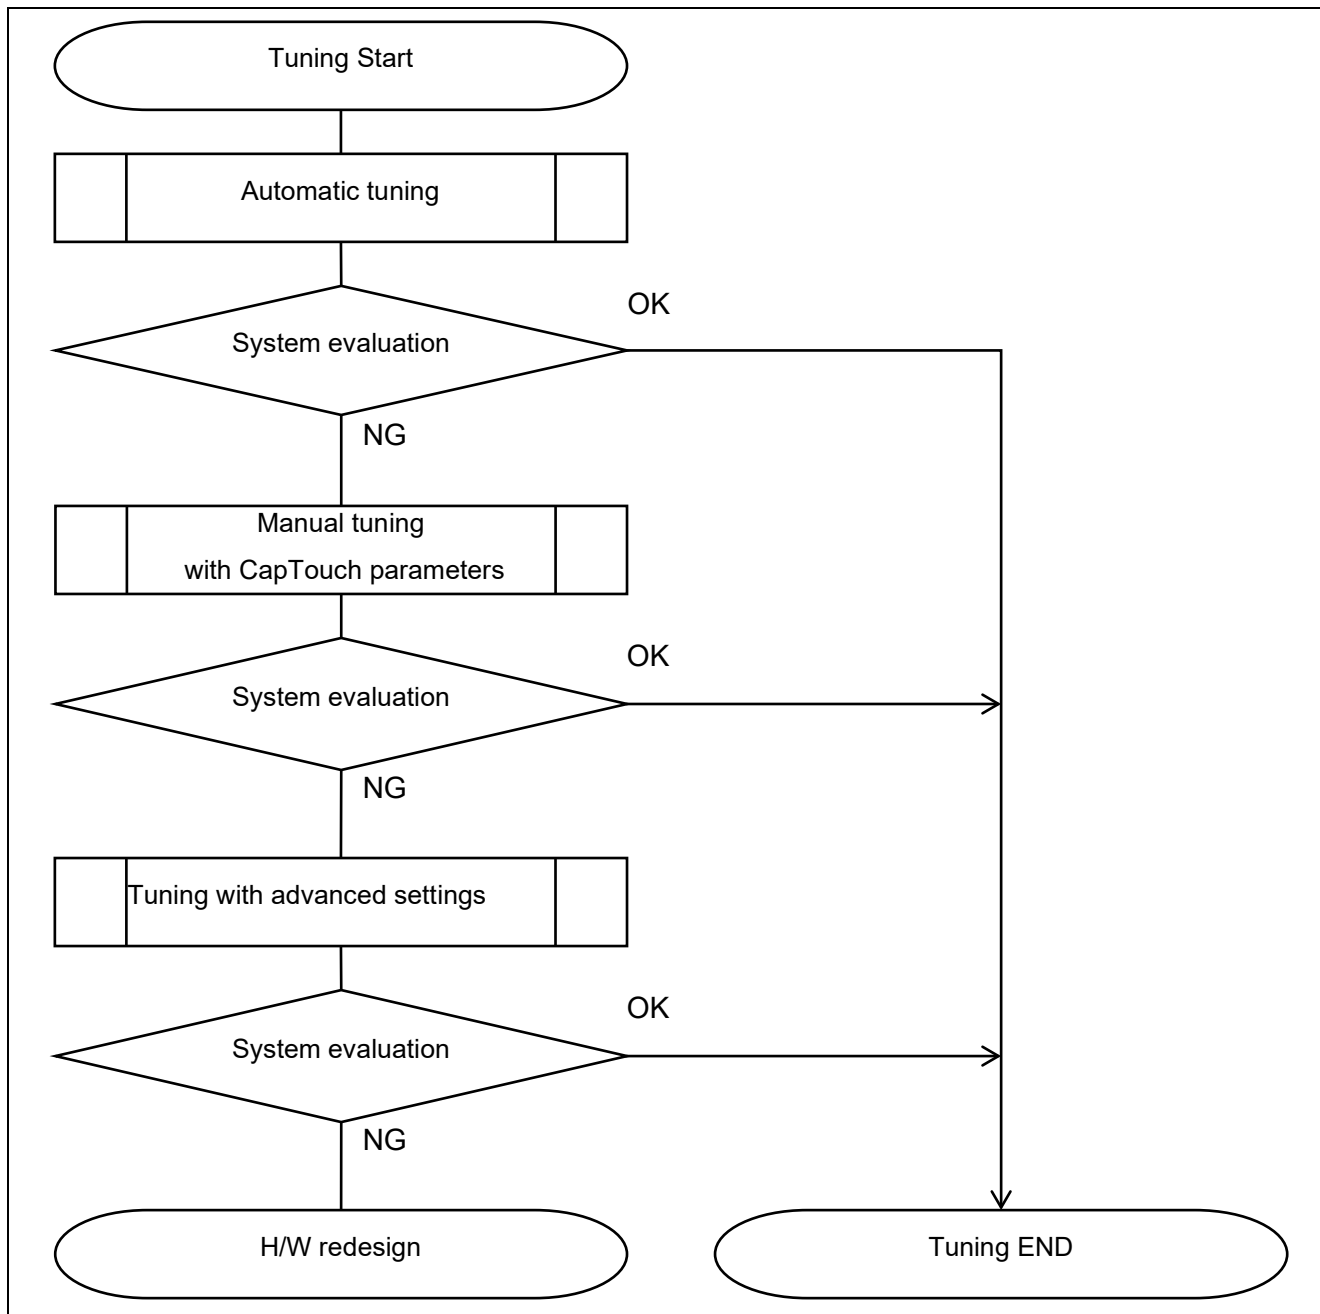 Tuning Start
Automatic tuning
OK
System evaluation
NG
Manual tuning
with CapTouch parameters
OK
System evaluation
NG
Tuning with advanced settings
OK
System evaluation
NG
H/W redesign
Tuning END